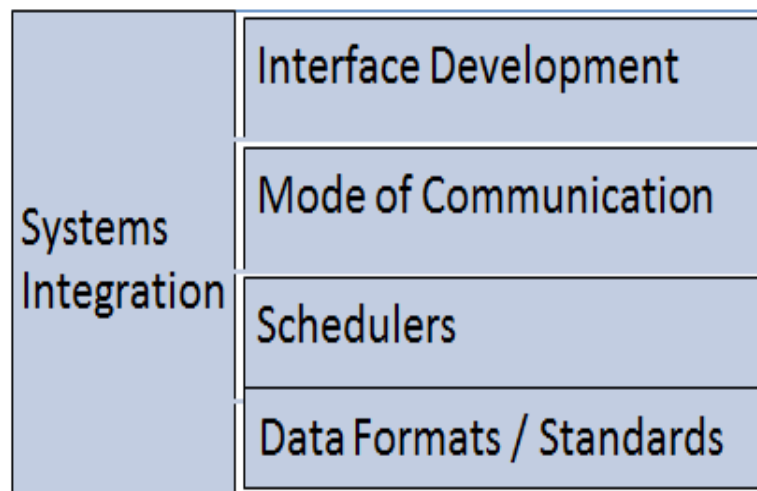 Systems
Integration
Interface Development
Mode of Communication
Schedulers
Data Formats / Standards